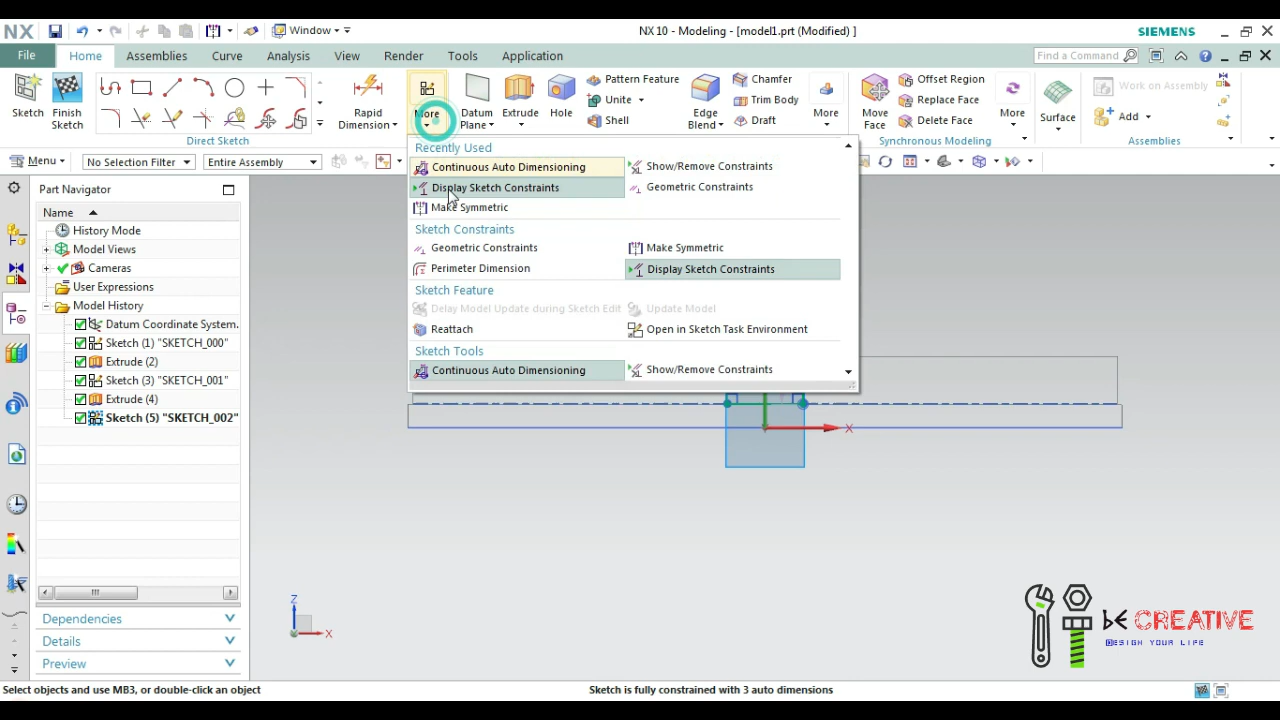 NX
Window
NX 10 - Modeling - [model1.prt (Modified) ]
SIEMENS
File
Home
Assemblies
Curve
Analysis
View
Render
Tools
Application
Find a Command
Sketch
Finish Sketch
Rapid Dimension
More
Datum Plane
Extrude
Hole
Pattern Feature
Unite
Shell
Edge Blend
Chamfer
Trim Body
Draft
More
Move Face
Offset Region
Replace Face
Delete Face
More
Surface
Work on Assembly
Add
Direct Sketch
Synchronous Modeling
Assemblies
Menu
No Selection Filter
Entire Assembly
Recently Used
Continuous Auto Dimensioning
Show/Remove Constraints
Display Sketch Constraints
Geometric Constraints
Make Symmetric
Sketch Constraints
Geometric Constraints
Make Symmetric
Perimeter Dimension
Display Sketch Constraints
Sketch Feature
Delay Model Update during Sketch Edit
Update Model
Reattach
Open in Sketch Task Environment
Sketch Tools
Continuous Auto Dimensioning
Show/Remove Constraints
Part Navigator
Name
History Mode
Model Views
Cameras
User Expressions
Model History
Datum Coordinate System.
Sketch (1) "SKETCH_000"
Extrude (2)
Sketch (3) "SKETCH_001"
Extrude (4)
Sketch (5) "SKETCH_002"
Dependencies
Details
Preview
X
Z
X
bE CREATIVE
DESIGN YOUR LIFE
Select objects and use MB3, or double-click an object
Sketch is fully constrained with 3 auto dimensions